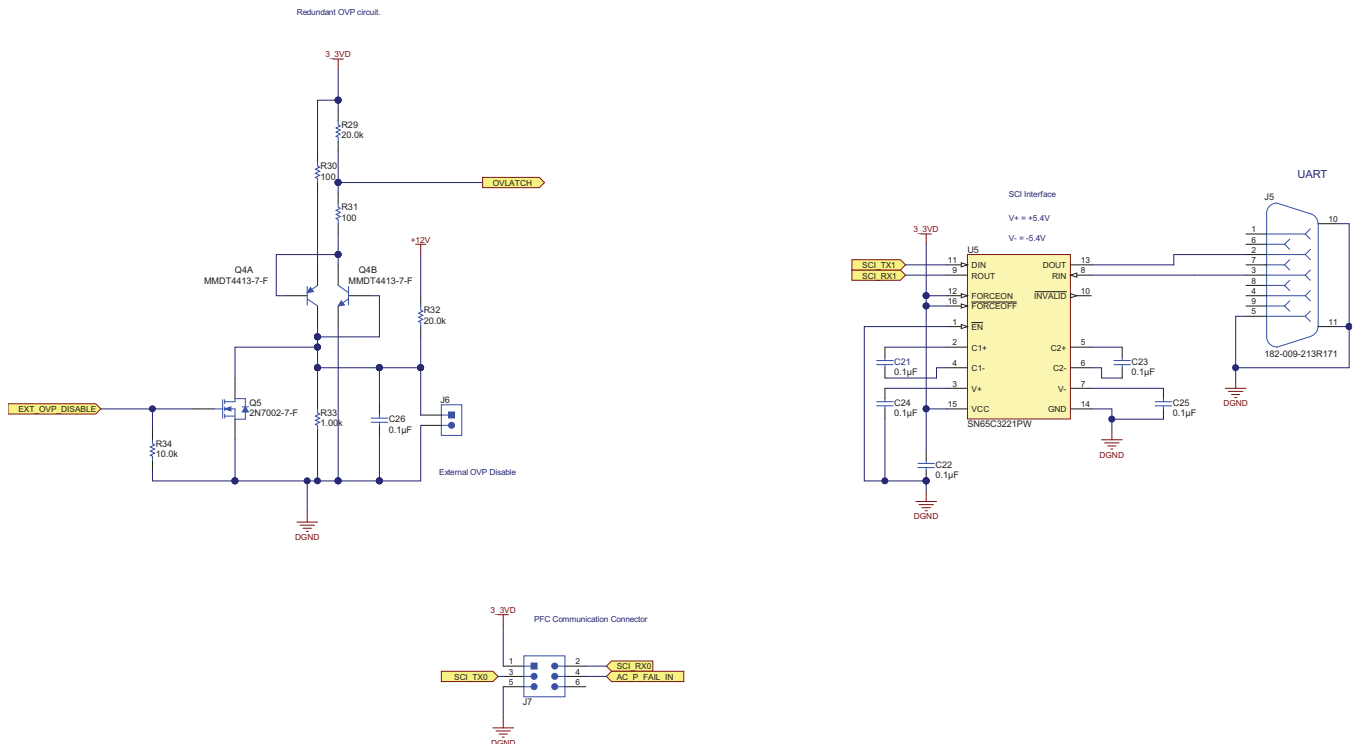 Redundant OVP circuit.
3_3VD
R29
20.0k
R30
100
OVLATCH
R31
100
+12V
Q4A
MMDT4413-7-F
Q4B
MMDT4413-7-F
R32
20.0k
EXT_OVP_DISABLE
Q5
2N7002-7-F
R34
10.0k
R33
1.00k
C26
0.1µF
J6
External OVP Disable
DGND
UART
SCI Interface
V+ = +5.4V
V- = -5.4V
3_3VD
U5
SCI_TX1
SCI_RX1
11 DIN
9 ROUT
12 FORCEON
16 FORCEOFF
1 EN
2 C1+
4 C1-
3 V+
15 VCC
DOUT 13
RIN 8
INVALID 10
C2+ 5
C2- 6
V- 7
GND 14
SN65C3221PW
C21
0.1µF
C24
0.1µF
C22
0.1µF
DGND
C23
0.1µF
C25
0.1µF
DGND
J5
1
6
2
7
3
8
4
9
5
10
11
182-009-213R171
DGND
3_3VD
PFC Communication Connector
1
2
SCI_RX0
SCI_TX0
3
4
AC_P_FAIL_IN
5
6
J7
DGND